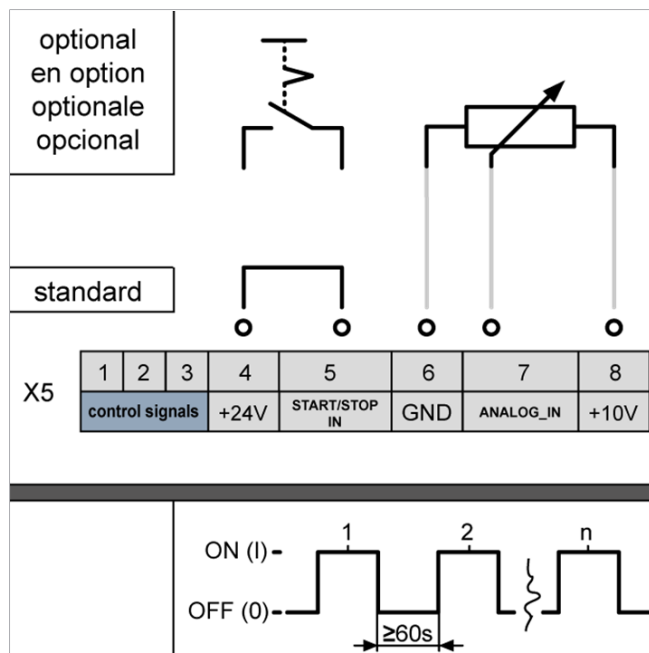 optional
en option
optionale
opcional
standard
X5
1 2 3 4 5 6 7 8
control signals +24V START/STOP IN GND ANALOG_IN +10V
1 2 n
ON (I)
OFF (0)
≥60s